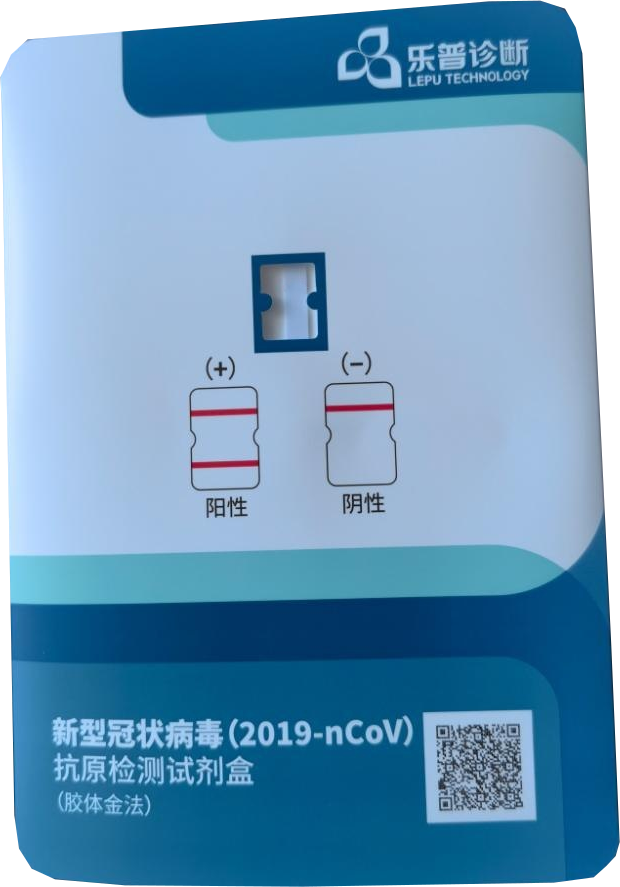 乐普诊断
LEPU TECHNOLOGY
(+)
(−)
阳性
阴性
新型冠状病毒(2019-nCoV)
抗原检测试剂盒
(胶体金法)